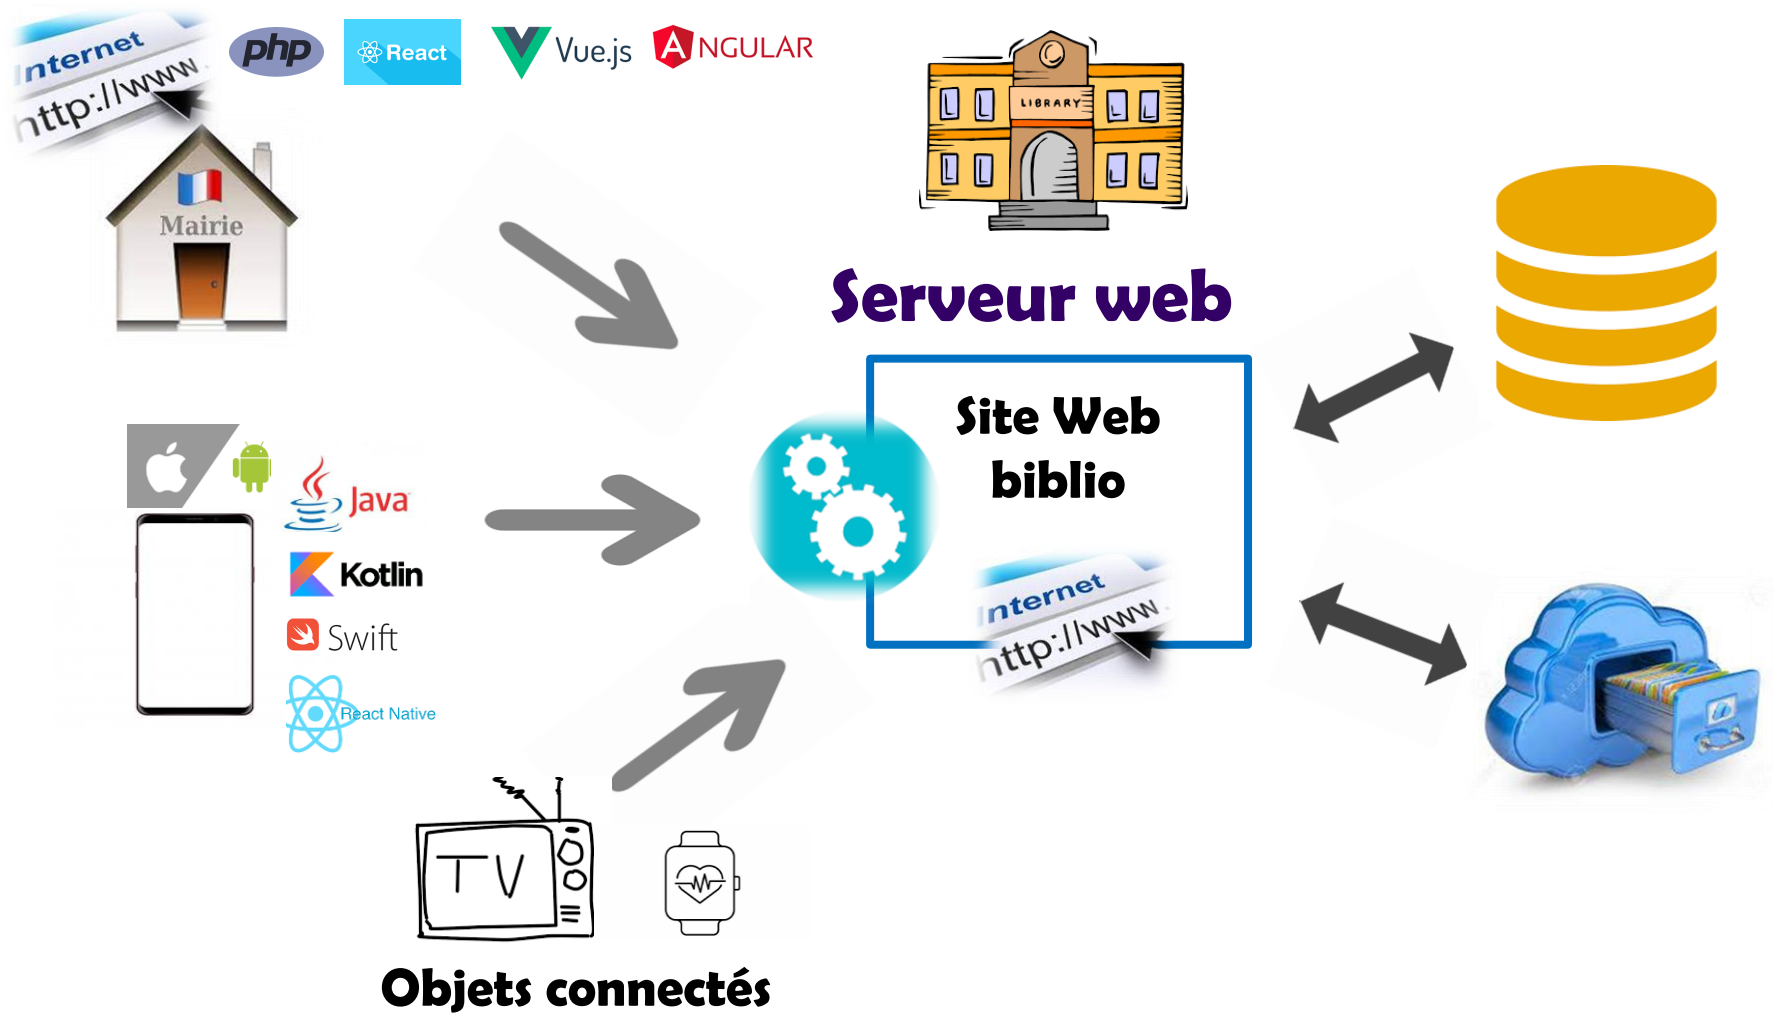 Internet
http://www.
php
React
Vue.js
ANGULAR
Mairie
LIBRARY
Serveur web
Site Web
biblio
Internet
http://www.
Java
Kotlin
Swift
React Native
TV
Objets connectés